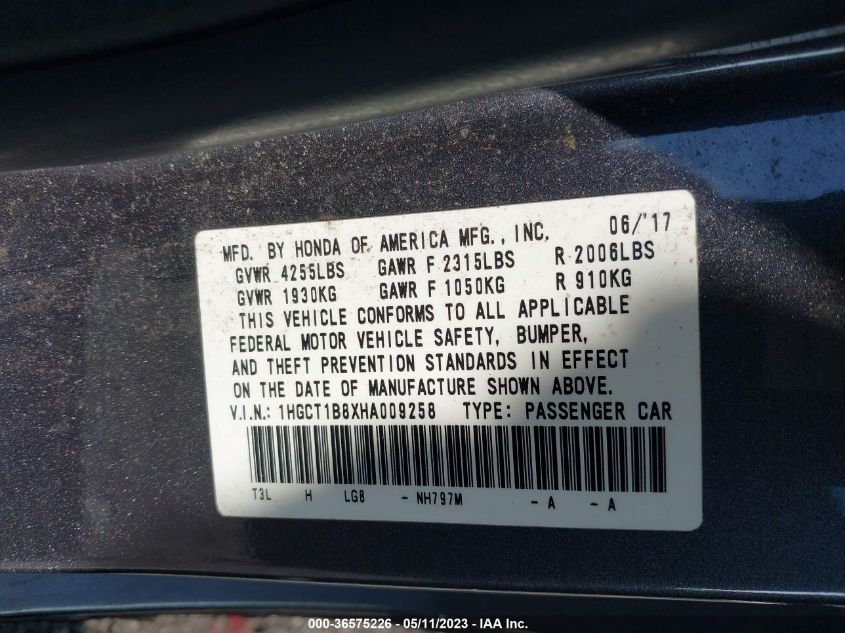 MFD. BY HONDA OF AMERICA MFG., INC. 06/'17
GVWR 4255LBS GAWR F 2315LBS R 2006LBS
GVWR 1930KG GAWR F 1050KG R 910KG
THIS VEHICLE CONFORMS TO ALL APPLICABLE
FEDERAL MOTOR VEHICLE SAFETY, BUMPER,
AND THEFT PREVENTION STANDARDS IN EFFECT
ON THE DATE OF MANUFACTURE SHOWN ABOVE.
V.I.N.: 1HGCT1B8XHA009258 TYPE: PASSENGER CAR
T3L H LG8 - NH797M - A - A
000-36575226 - 05/11/2023 - IAA Inc.